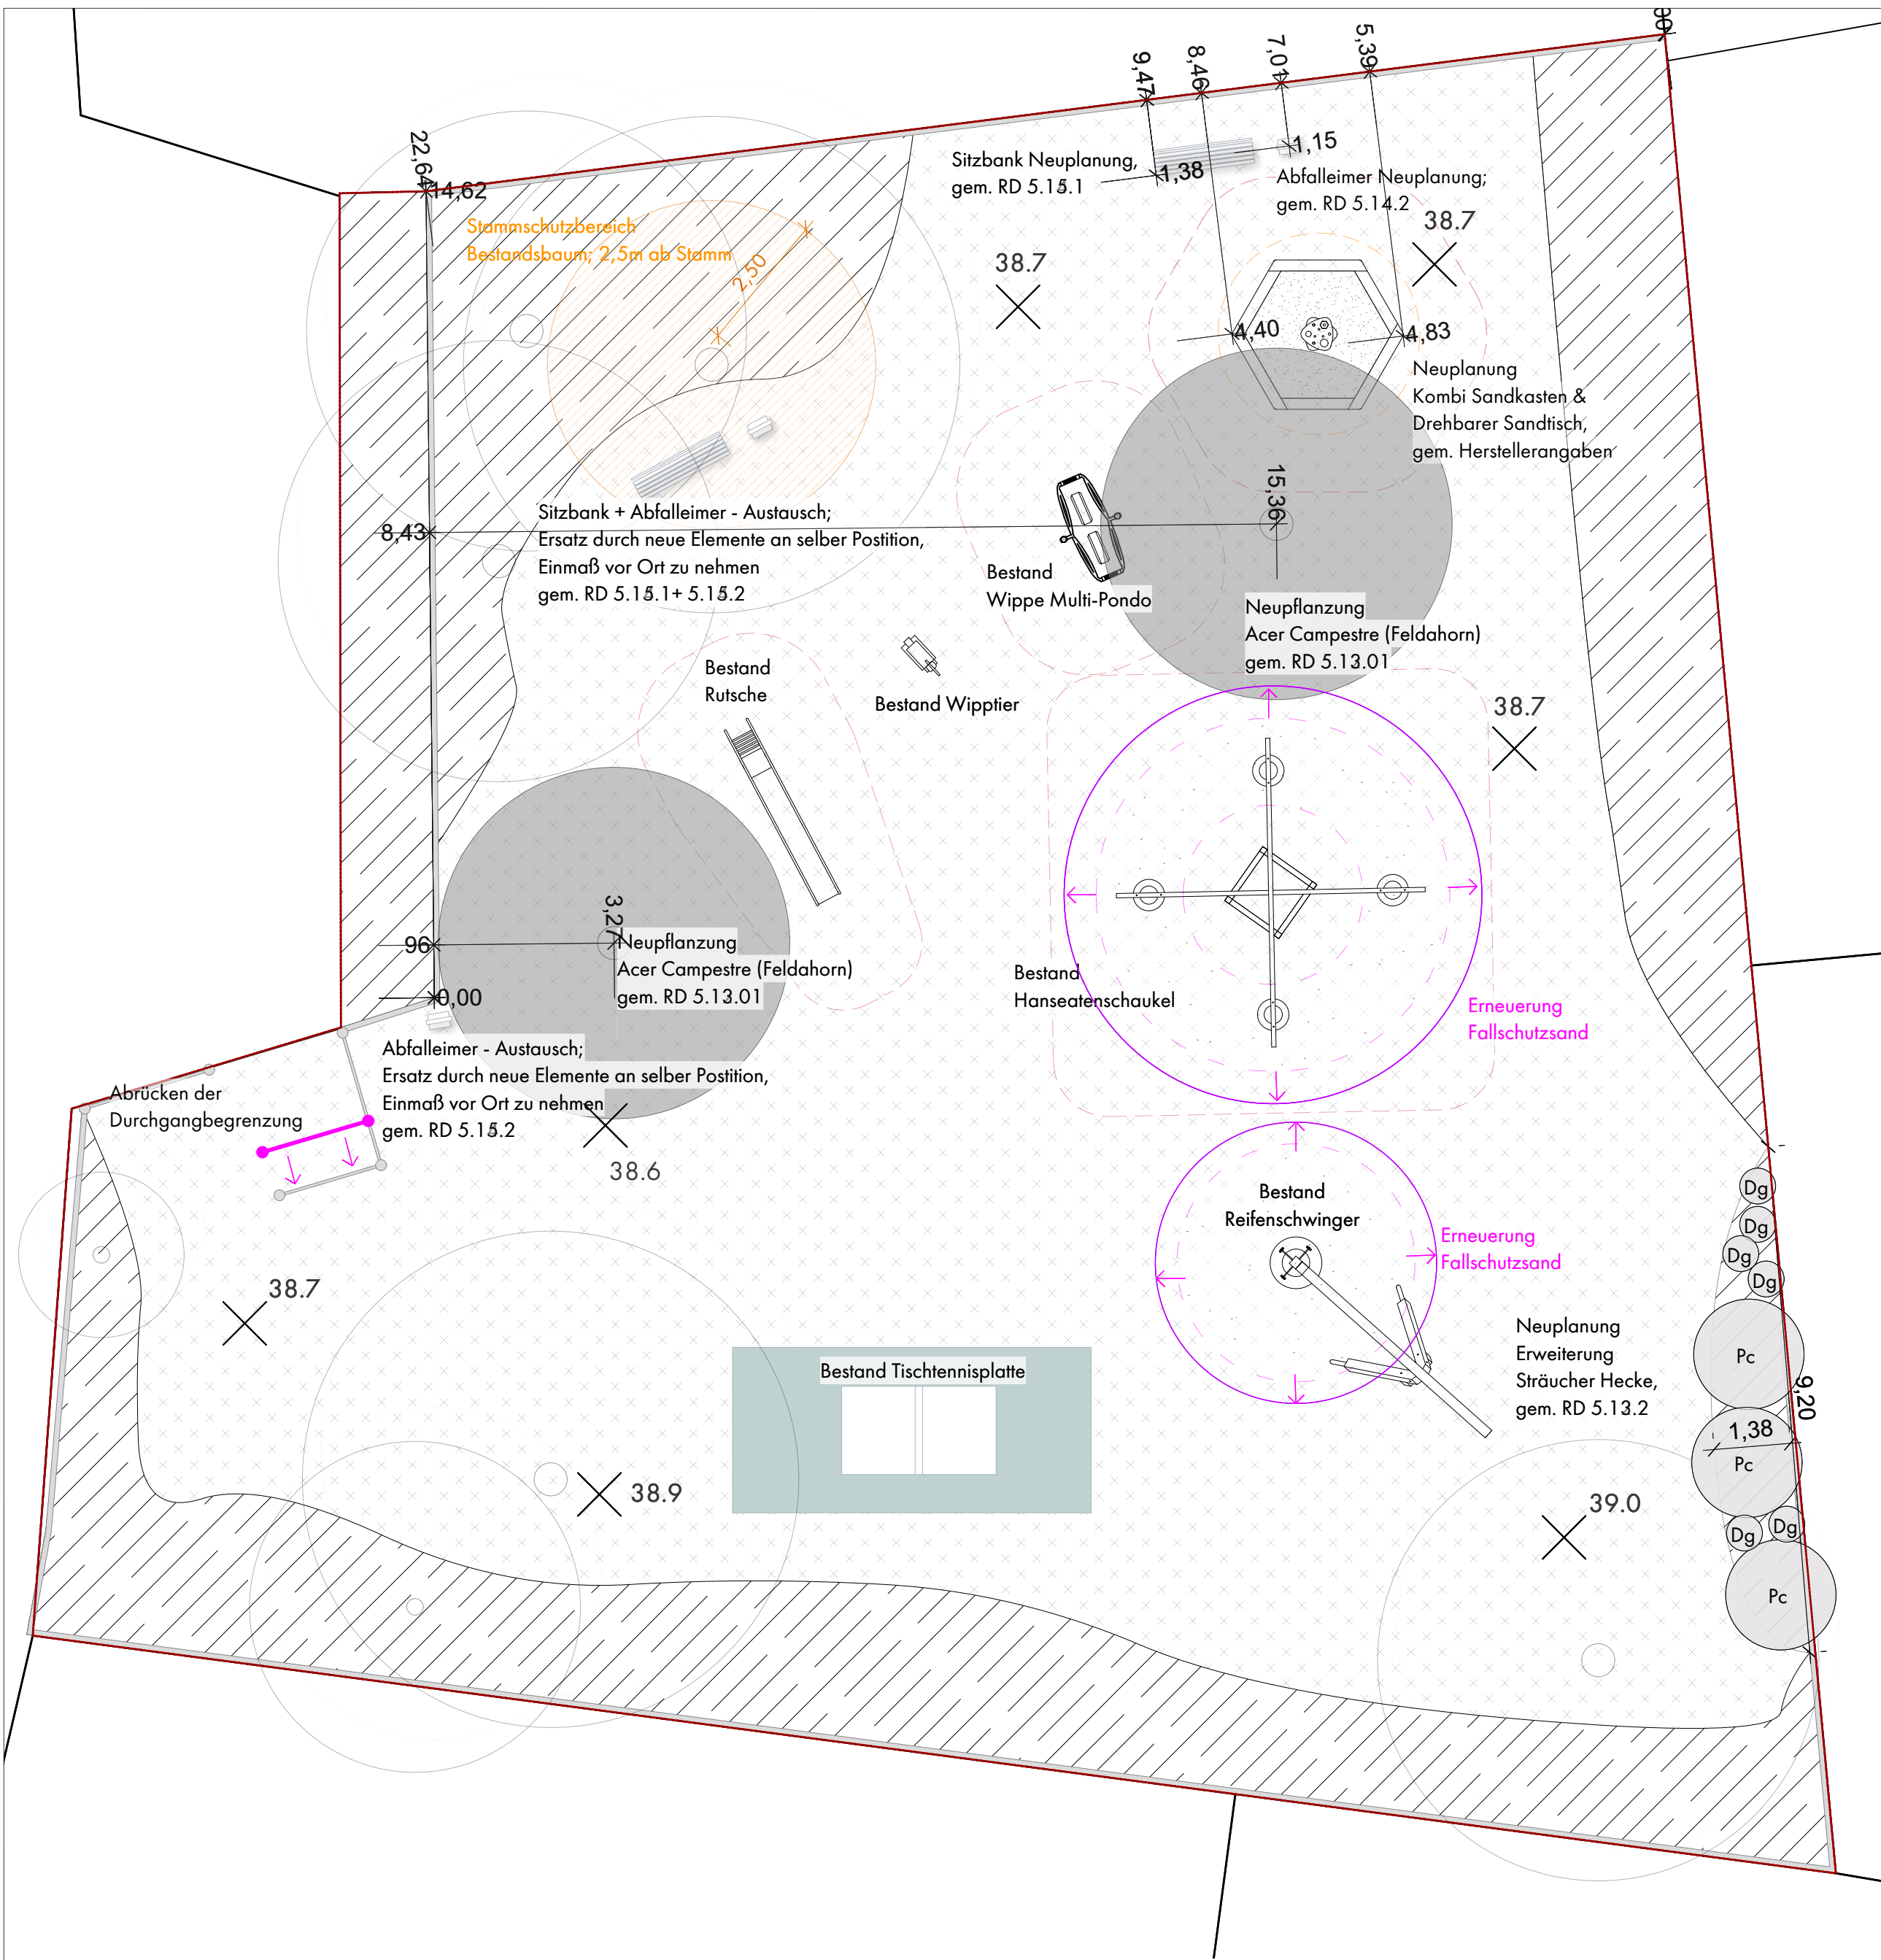 9,47
8,46
7,01
5,39
22,64
14,62
Sitzbank Neuplanung,
gem. RD 5.15.1
1,38
1,15
Abfalleimer Neuplanung;
gem. RD 5.14.2
38.7
38.7
Stammschutzbereich
Bestandsbaum; 2,5m ab Stamm
2,50
4,40
4,83
Neuplanung
Kombi Sandkasten &
Drehbarer Sandtisch,
gem. Herstellerangaben
15,36
8,43
Sitzbank + Abfalleimer - Austausch;
Ersatz durch neue Elemente an selber Postition,
Einmaß vor Ort zu nehmen
gem. RD 5.15.1+ 5.15.2
Bestand
Wippe Multi-Pondo
Neupflanzung
Acer Campestre (Feldahorn)
gem. RD 5.13.01
Bestand
Rutsche
Bestand Wipptier
38.7
3,27
96
Neupflanzung
Acer Campestre (Feldahorn)
gem. RD 5.13.01
0,00
Bestand
Hanseatenschaukel
Erneuerung
Fallschutzsand
Abfalleimer - Austausch;
Ersatz durch neue Elemente an selber Postition,
Einmaß vor Ort zu nehmen
gem. RD 5.15.2
Abrücken der
Durchgangbegrenzung
38.6
Bestand
Reifenschwinger
Erneuerung
Fallschutzsand
Dg
Dg
Dg
Dg
38.7
Neuplanung
Erweiterung
Sträucher Hecke,
gem. RD 5.13.2
Pc
9,20
1,38
Pc
Bestand Tischtennisplatte
38.9
39.0
Dg
Dg
Pc